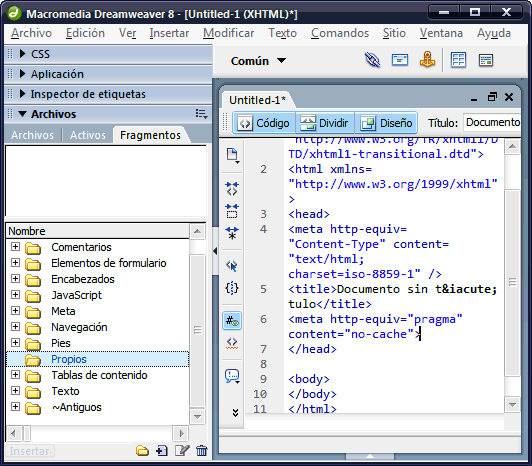 Macromedia Dreamweaver 8 - [Untitled-1 (XHTML)*]
Archivo Edición Ver Insertar Modificar Texto Comandos Sitio Ventana Ayuda
CSS
Aplicación
Inspector de etiquetas
Archivos
Archivos Activos Fragmentos
Nombre
Comentarios
Elementos de formulario
Encabezados
JavaScript
Meta
Navegación
Pies
Propios
Tablas de contenido
Texto
~Antiguos
Insertar
Común
Untitled-1*
Código Dividir Diseño Título: Documento
"http://www.w3.org/TR/xhtml1/D
TD/xhtml1-transitional.dtd">
2 <html xmlns=
"http://www.w3.org/1999/xhtml"
>
3 <head>
4 <meta http-equiv=
"Content-Type" content=
"text/html;
charset=iso-8859-1" />
5 <title>Documento sin t&iacute;
tulo</title>
6 <meta http-equiv="pragma"
content="no-cache">
7 </head>
8
9 <body>
10 </body>
11 </html>